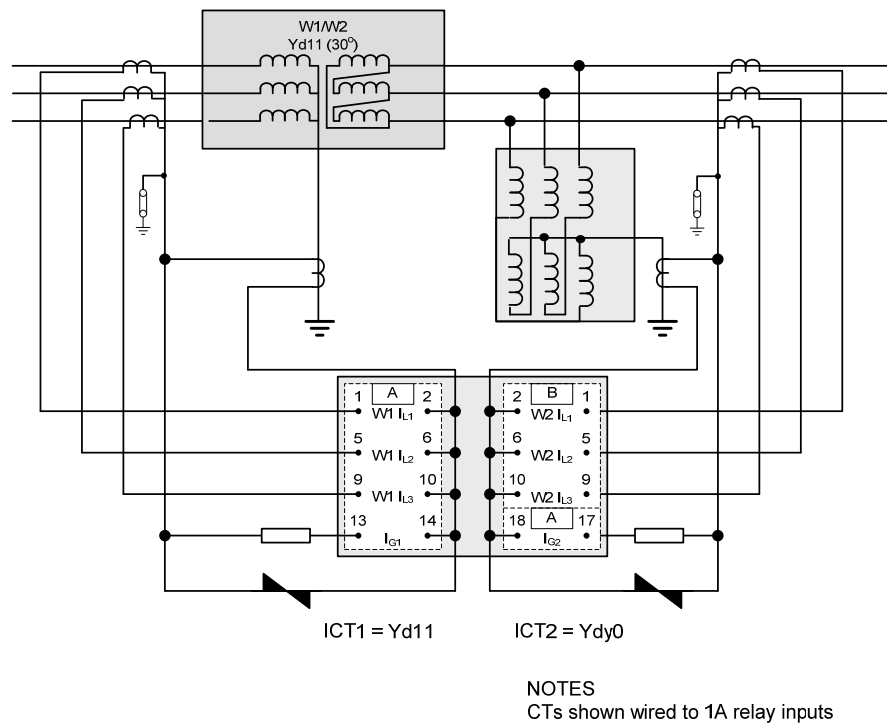 W1/W2
Yd11 (30°)
1 A 2
W1 IL1
5 6
W1 IL2
9 10
W1 IL3
13 14
IG1
2 B 1
W2 IL1
6 5
W2 IL2
10 9
W2 IL3
18 A 17
IG2
ICT1 = Yd11
ICT2 = Ydy0
NOTES
CTs shown wired to 1A relay inputs